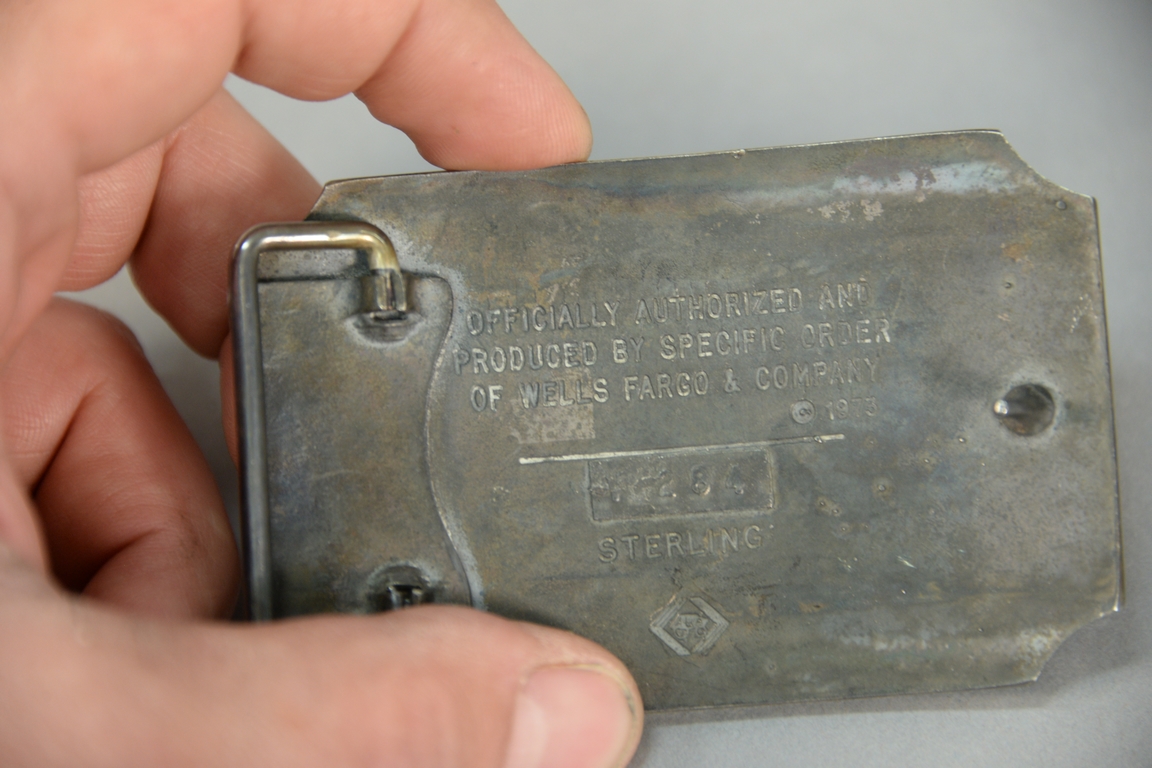 OFFICIALLY AUTHORIZED AND
PRODUCED BY SPECIFIC ORDER
OF WELLS FARGO & COMPANY
© 1973
STERLING